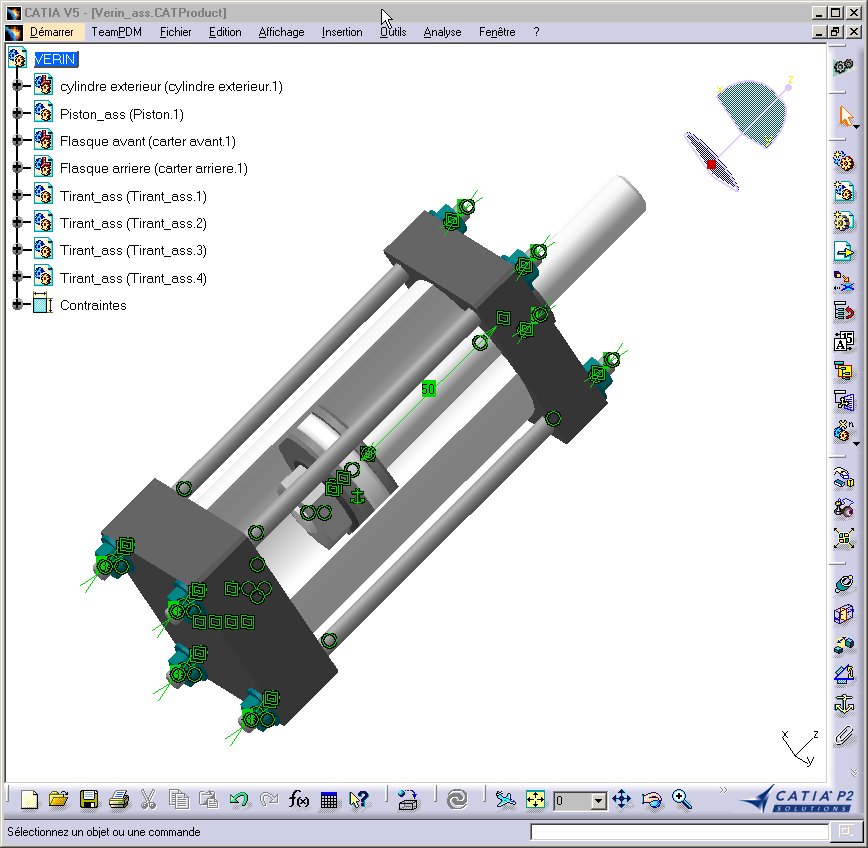 CATIA V5 - [Verin_ass.CATProduct]
Démarrer TeamPDM Fichier Edition Affichage Insertion Outils Analyse Fenêtre ?
VERIN
cylindre exterieur (cylindre exterieur.1)
Piston_ass (Piston.1)
Flasque avant (carter avant.1)
Flasque arriere (carter arriere.1)
Tirant_ass (Tirant_ass.1)
Tirant_ass (Tirant_ass.2)
Tirant_ass (Tirant_ass.3)
Tirant_ass (Tirant_ass.4)
Contraintes
z
50
x z
y
f(x)
0
CATIA P2
SOLUTIONS
Sélectionnez un objet ou une commande